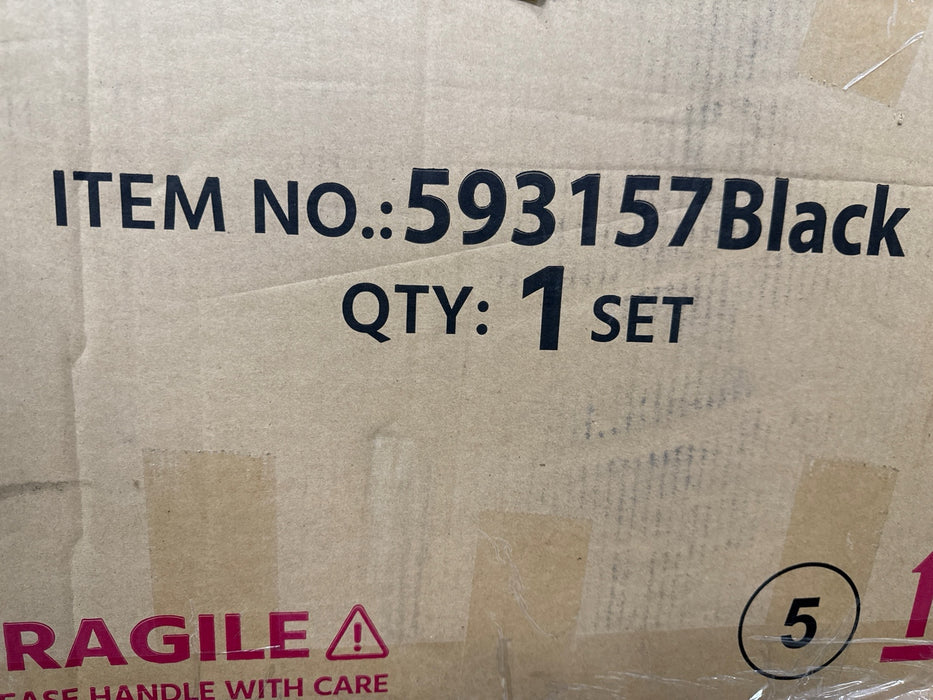 ITEM NO.:593157Black
QTY: 1 SET
RAGILE
EASE HANDLE WITH CARE
5